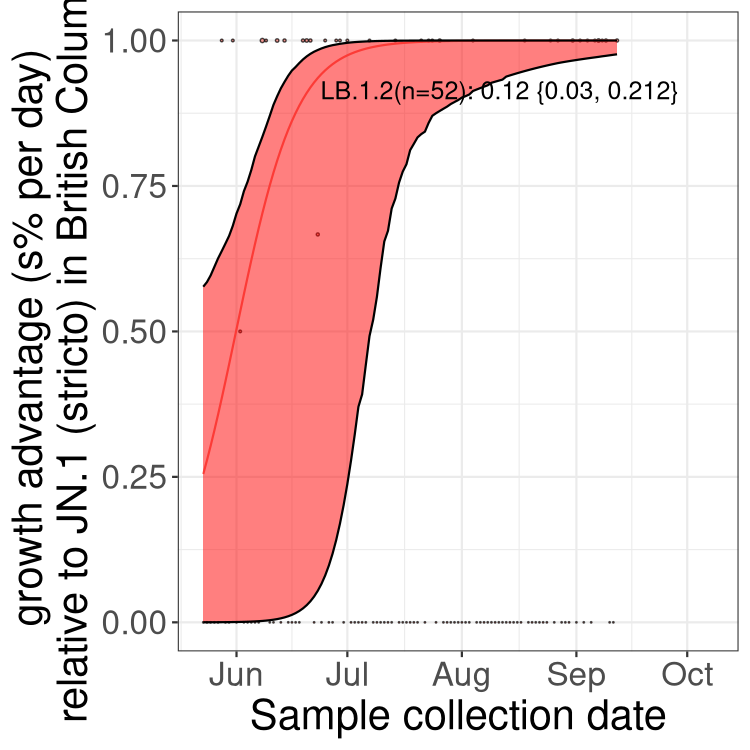 growth advantage (s% per day)
relative to JN.1 (stricto) in British Colum
1.00
0.75
0.50
0.25
0.00
LB.1.2(n=52): 0.12 {0.03, 0.212}
Jun Jul Aug Sep Oct
Sample collection date